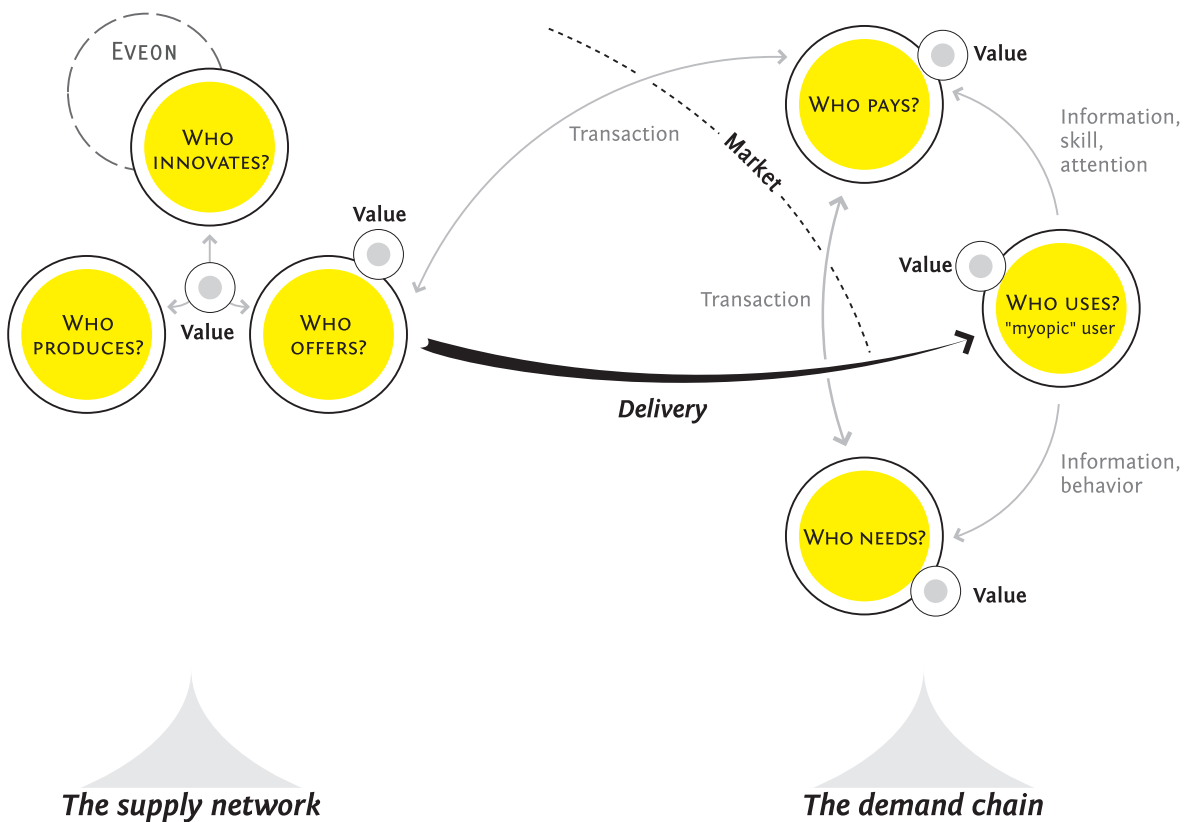 EVEON
WHO
INNOVATES?
WHO
PRODUCES?
Value
Value
WHO
OFFERS?
Transaction
Market
WHO PAYS?
Value
Information,
skill,
attention
Transaction
Value
WHO USES?
"myopic" user
Delivery
Information,
behavior
WHO NEEDS?
Value
The supply network
The demand chain